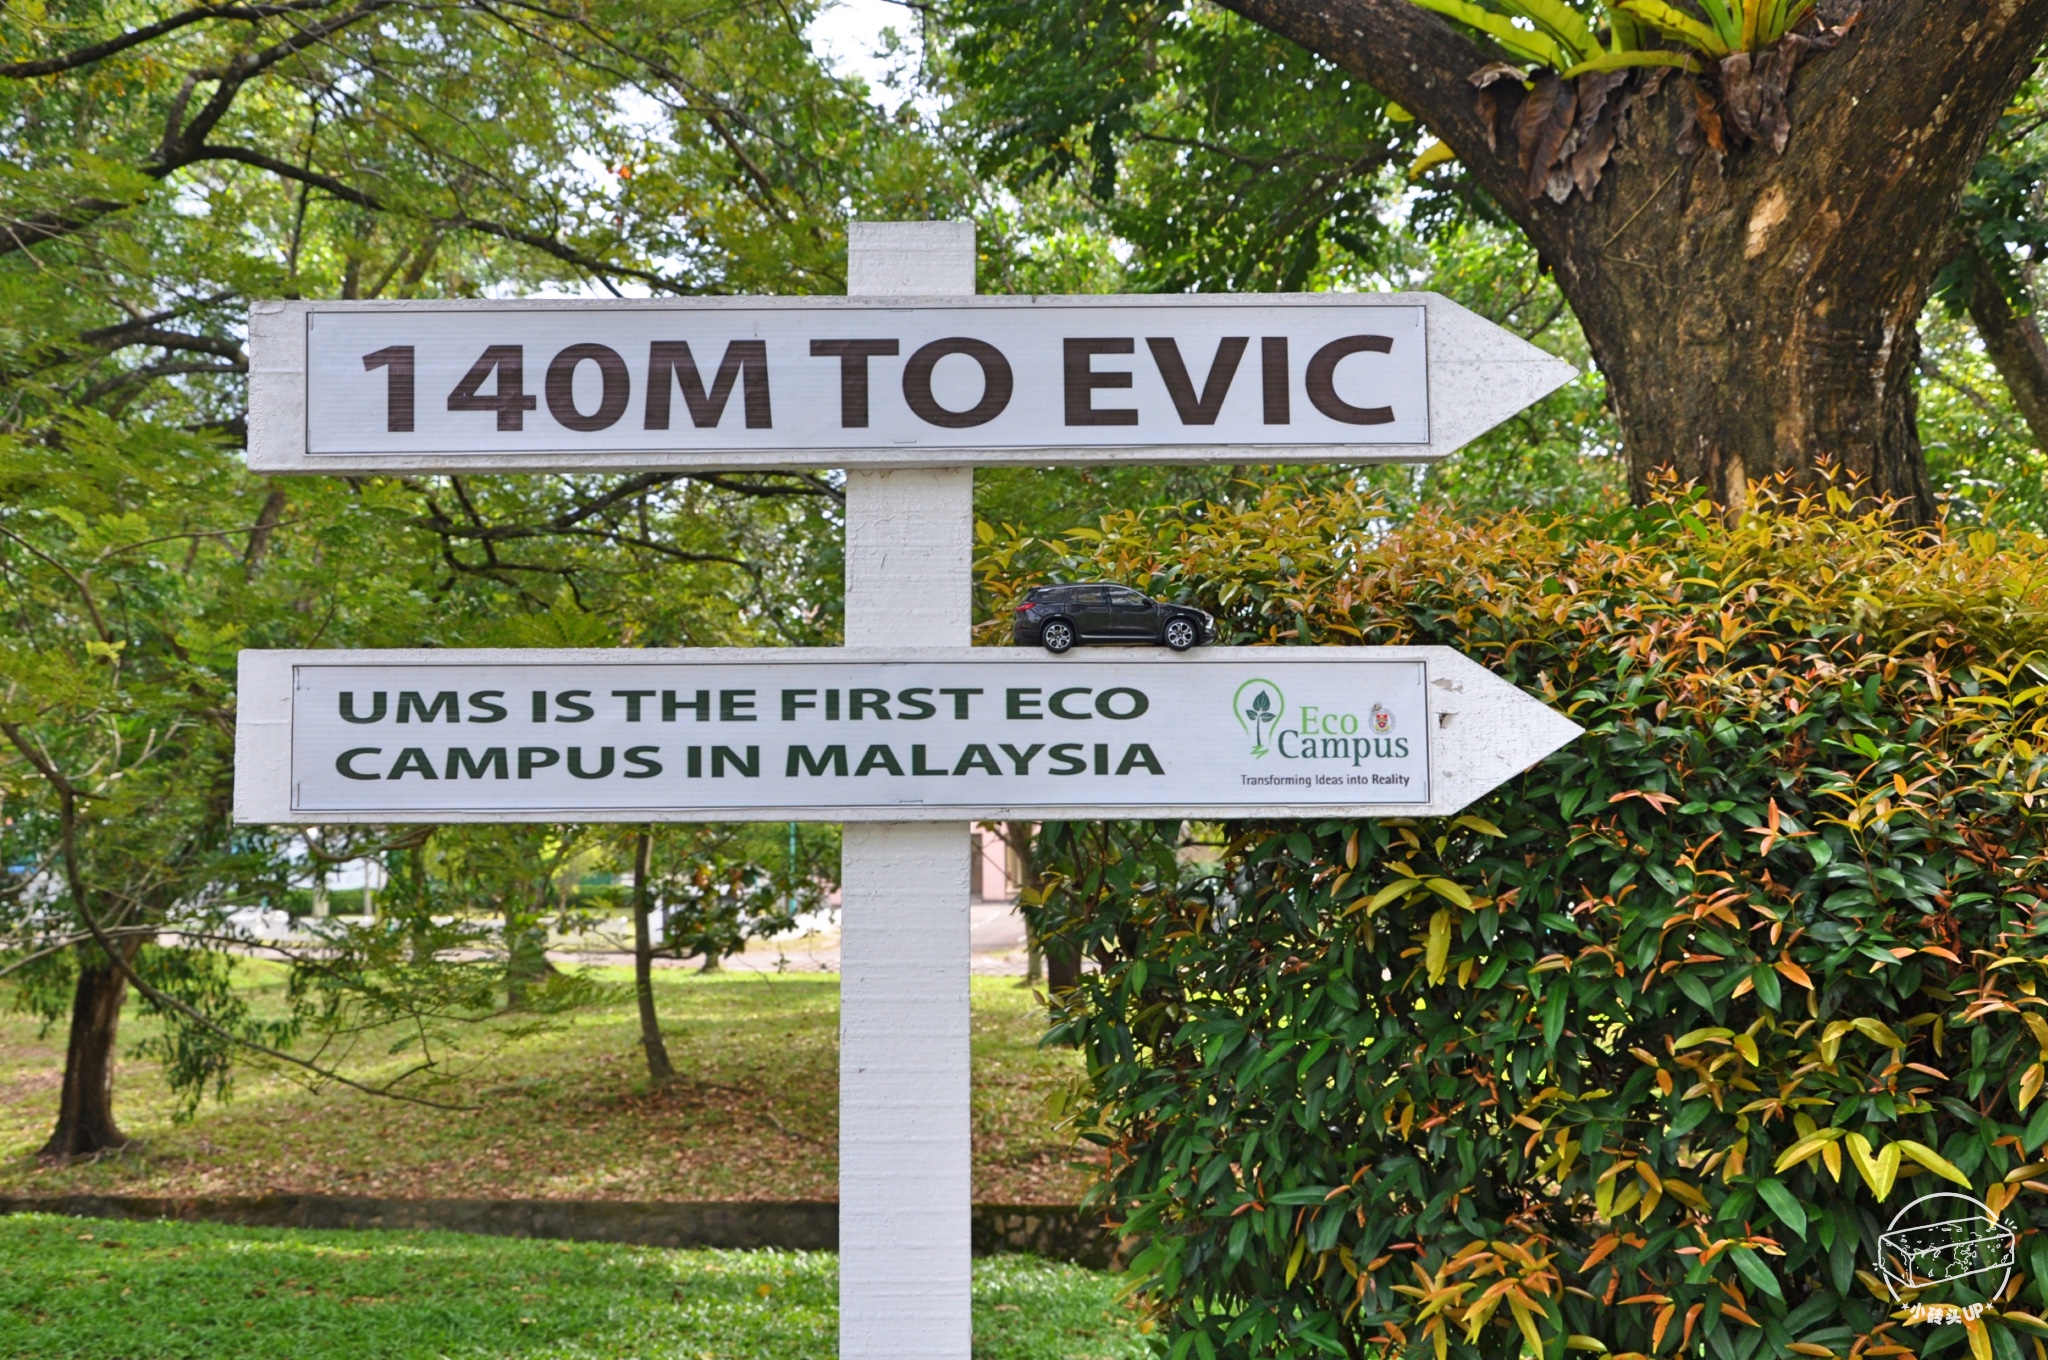 140M TO EVIC
UMS IS THE FIRST ECO
CAMPUS IN MALAYSIA
Eco
Campus
Transforming Ideas into Reality
*小砖头UP*